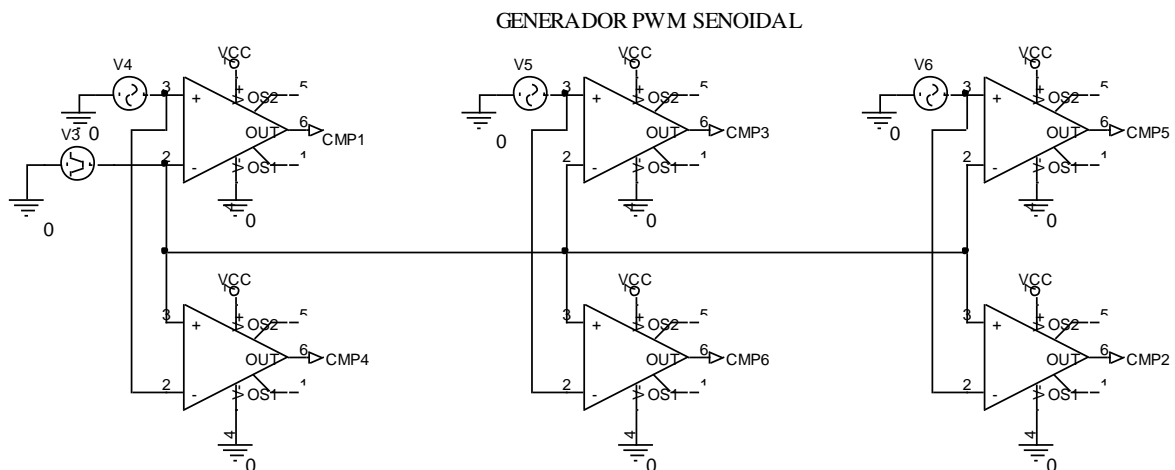 GENERADOR PWM SENOIDAL
VCC VCC VCC
V4 V5 V6
3 + V+ OS2 5
3 + V+ OS2 5
3 + V+ OS2 5
0 OUT 6 CMP1
0 OUT 6 CMP3
0 OUT 6 CMP5
V3
2 - V- OS1 1
2 - V- OS1 1
2 - V- OS1 1
0 4 0 4 0 4 0
VCC VCC VCC
3 + V+ OS2 5
3 + V+ OS2 5
3 + V+ OS2 5
OUT 6 CMP4
OUT 6 CMP6
OUT 6 CMP2
2 - V- OS1 1
2 - V- OS1 1
2 - V- OS1 1
4 0 4 0 4 0